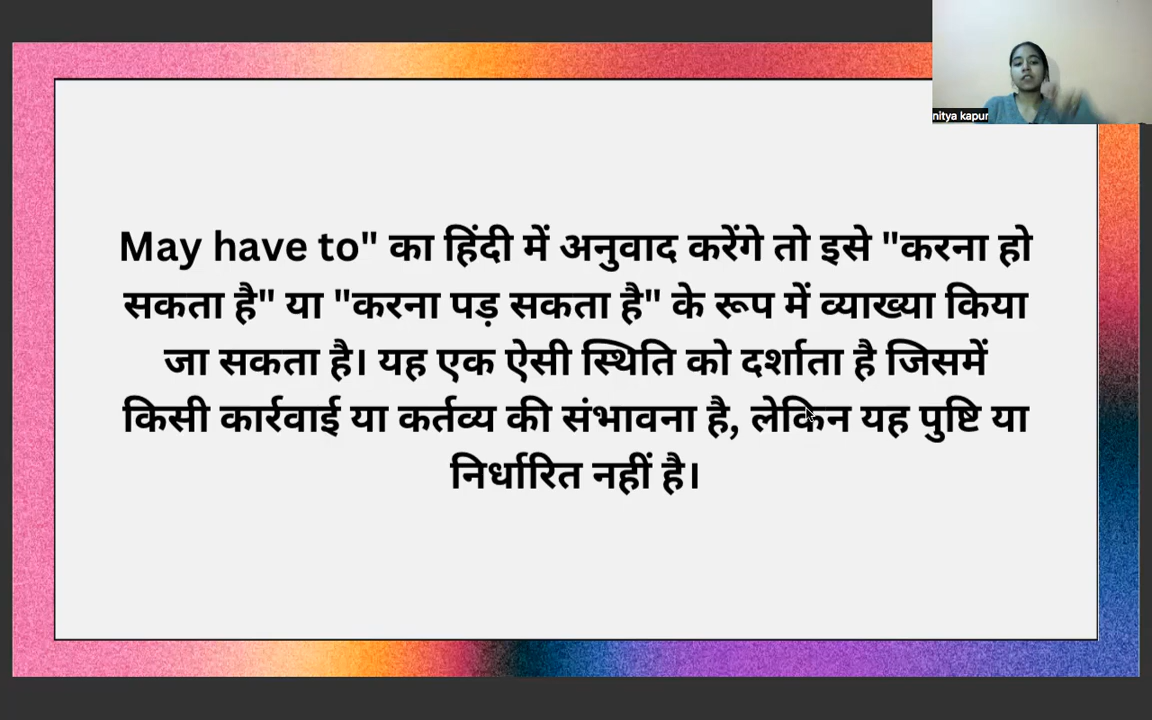 nitya kapur
May have to" का हिंदी में अनुवाद करेंगे तो इसे "करना हो
सकता है" या "करना पड़ सकता है" के रूप में व्याख्या किया
जा सकता है। यह एक ऐसी स्थिति को दर्शाता है जिसमें
किसी कार्रवाई या कर्तव्य की संभावना है, लेकिन यह पुष्टि या
निर्धारित नहीं है।